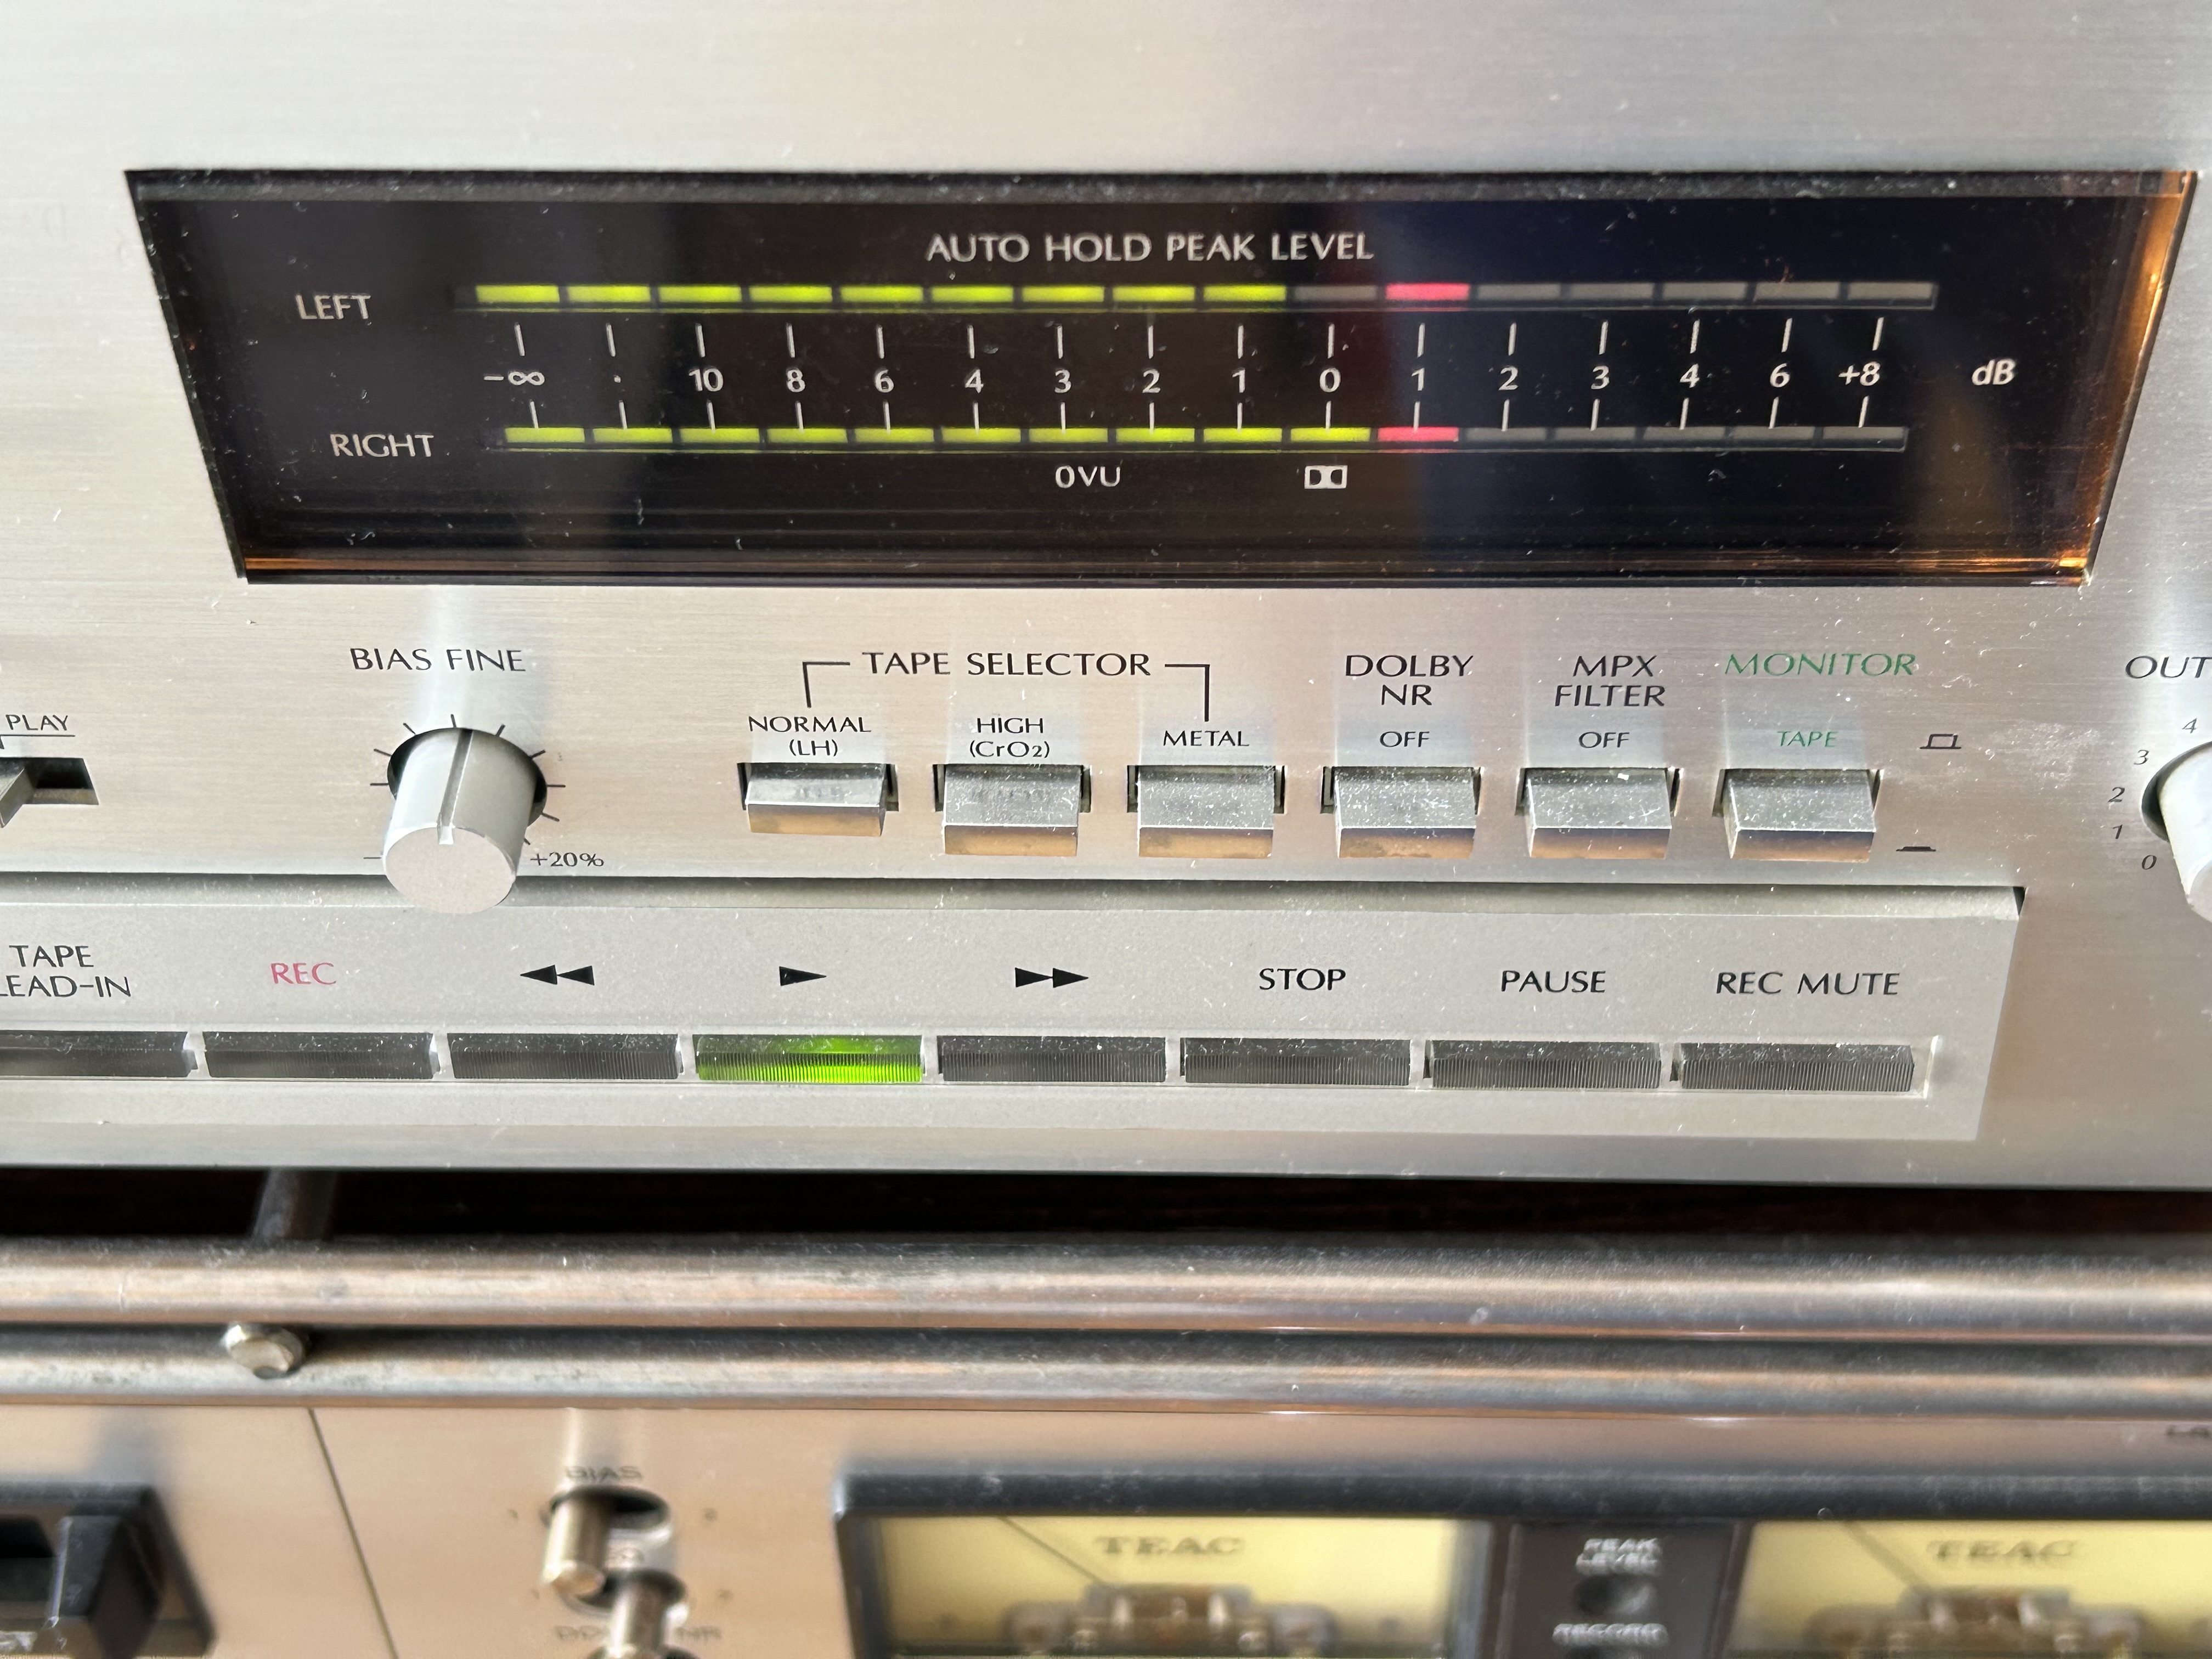 AUTO HOLD PEAK LEVEL
LEFT
-∞ · 10 8 6 4 3 2 1 0 1 2 3 4 6 +8 dB
RIGHT
0VU
BIAS FINE
TAPE SELECTOR
DOLBY NR
MPX FILTER
MONITOR
OUT
PLAY
NORMAL (LH)
HIGH (CrO2)
METAL
OFF
OFF
TAPE
4
3
2
1
0
+20%
TAPE
LEAD-IN
REC
STOP
PAUSE
REC MUTE
BIAS
TEAC
PEAK
LEVEL
RECORD
TEAC